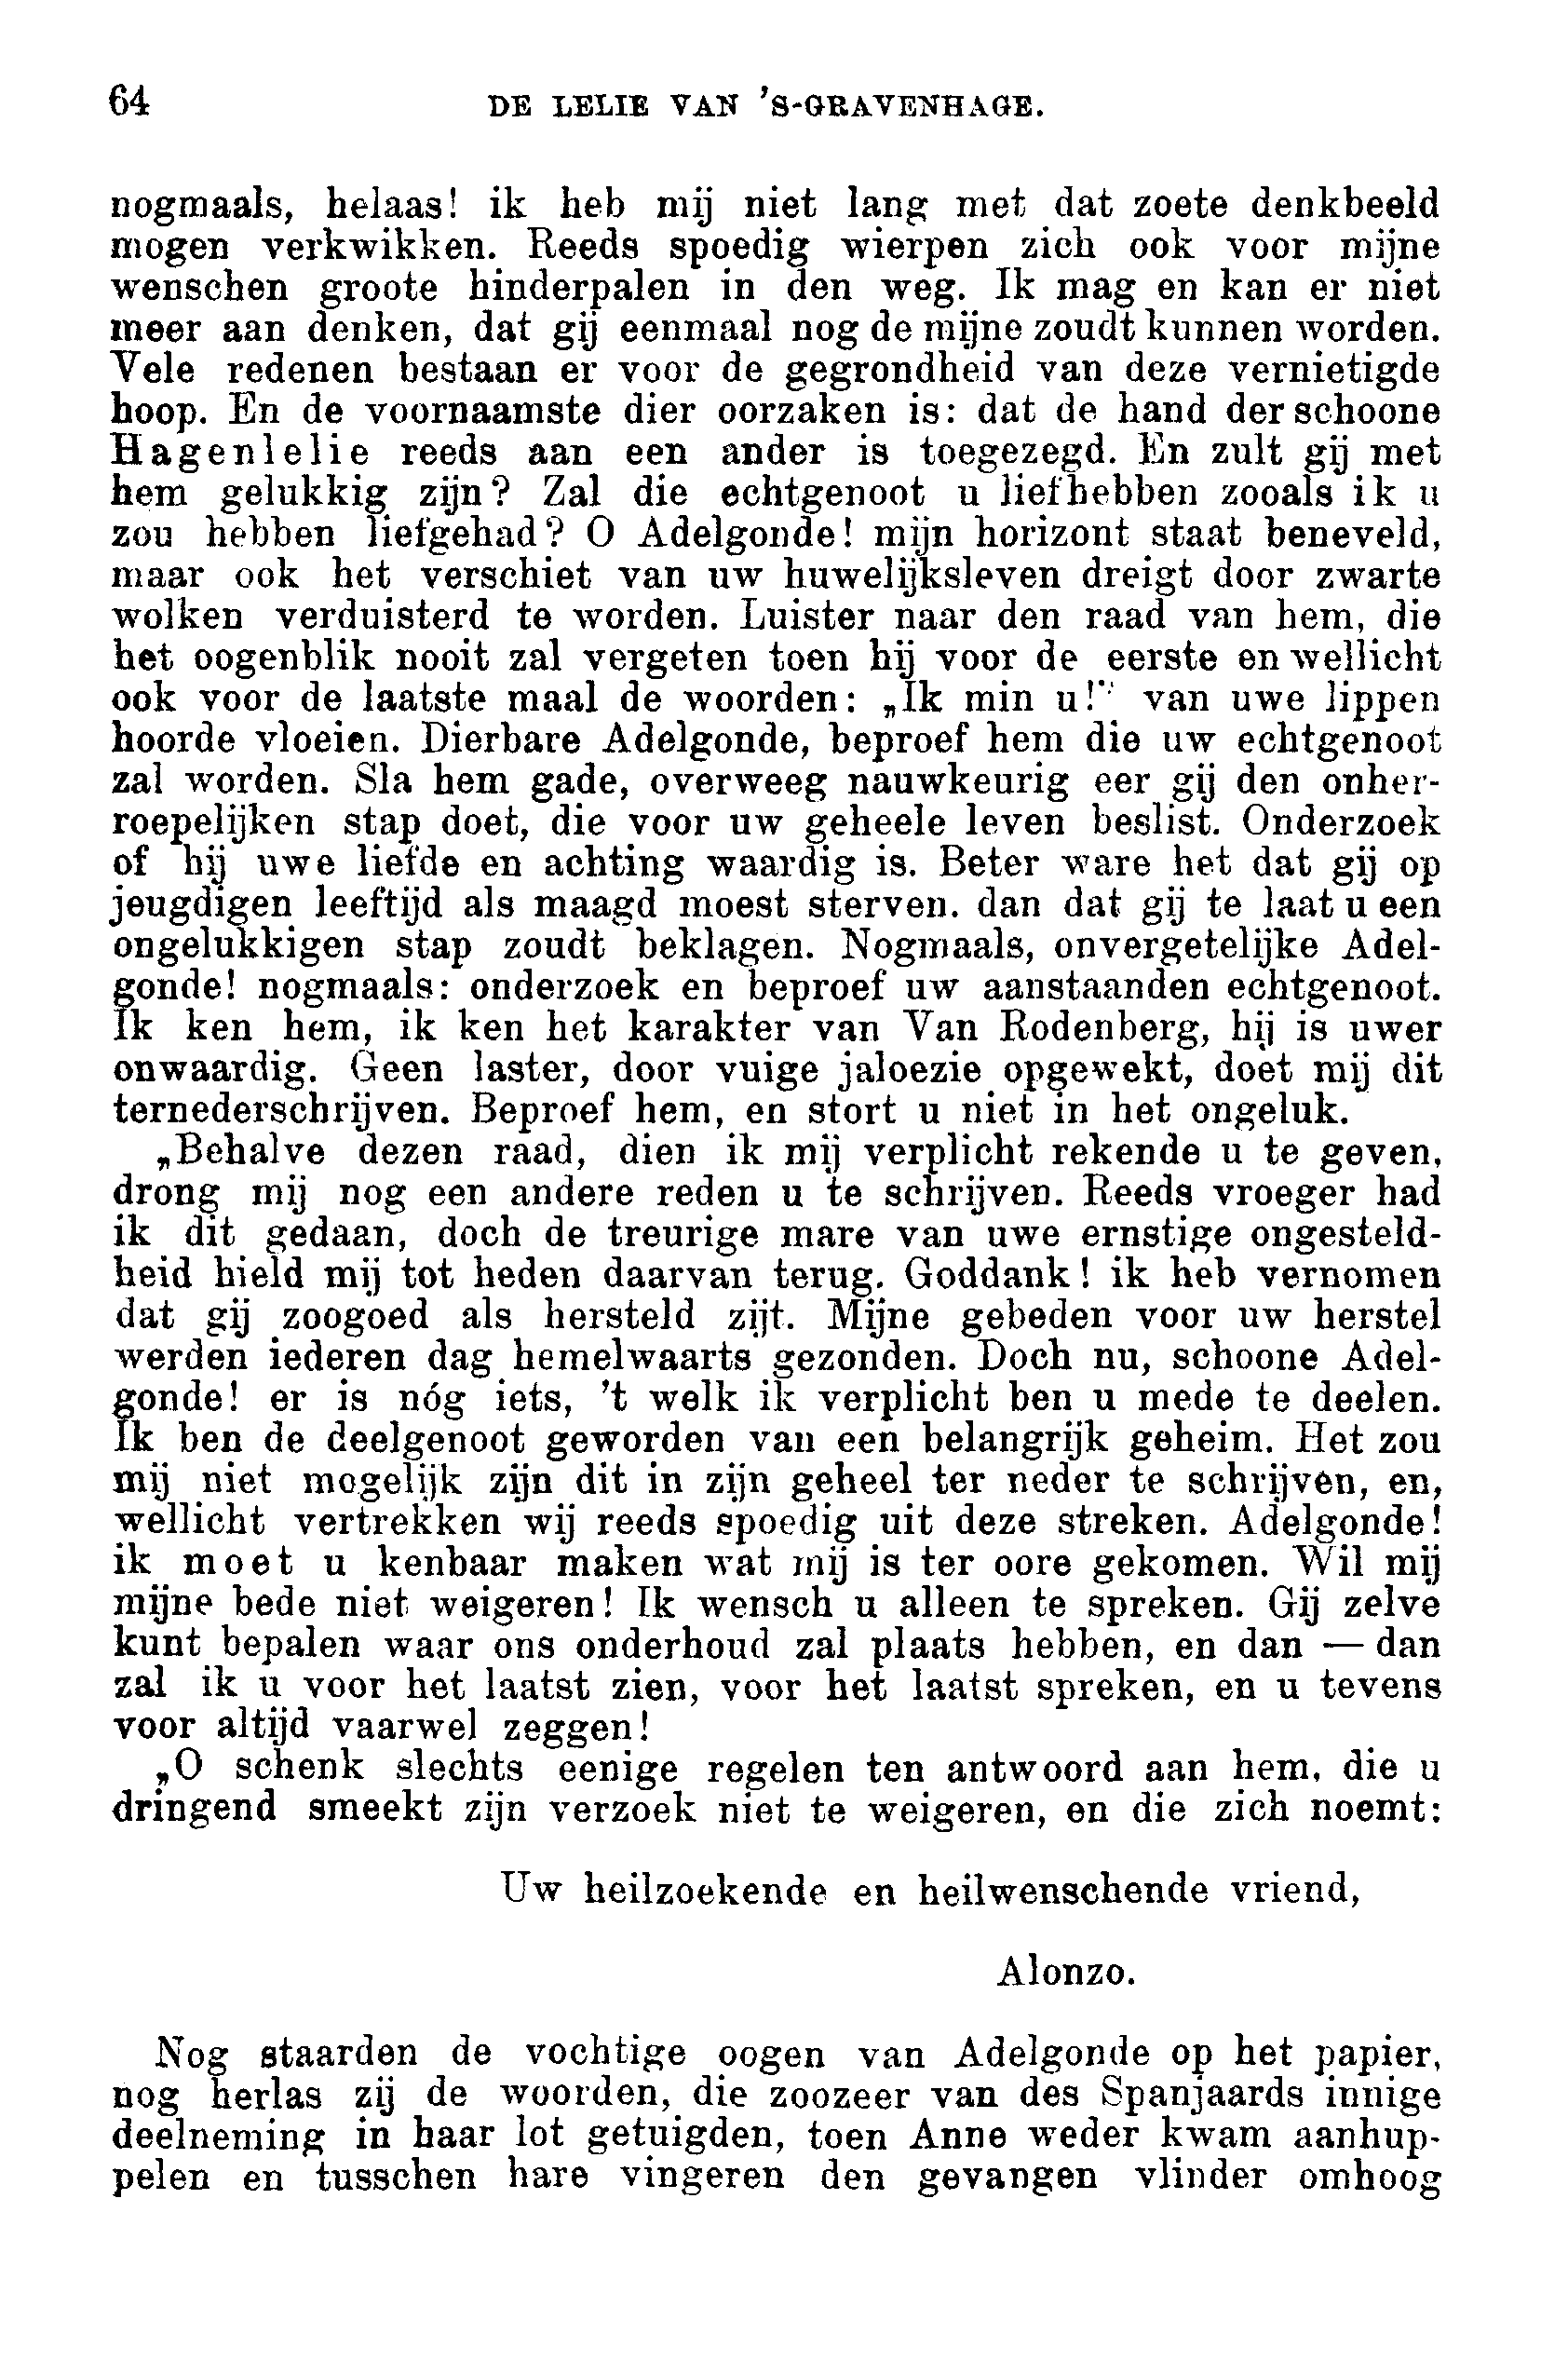 64 DE LELIE VAN 'S-GRAVENHAGE.
nogmaals, helaas! ik heb mij niet lang met dat zoete denkbeeld
mogen verkwikken. Reeds spoedig wierpen zich ook voor mijne
wenschen groote hinderpalen in den weg. Ik mag en kan er niet
meer aan denken, dat gij eenmaal nog de mijne zoudt kunnen worden.
Vele redenen bestaan er voor de gegrondheid van deze vernietigde
hoop. En de voornaamste dier oorzaken is: dat de hand der schoone
Hagenlelie reeds aan een ander is toegezegd. En zult gij met
hem gelukkig zijn? Zal die echtgenoot u liefhebben zooals ik u
zou hebben liefgehad? O Adelgonde! mijn horizont staat beneveld,
maar ook het verschiet van uw huwelijksleven dreigt door zwarte
wolken verduisterd te worden. Luister naar den raad van hem, die
het oogenblik nooit zal vergeten toen hij voor de eerste en wellicht
ook voor de laatste maal de woorden: „Ik min u!” van uwe lippen
hoorde vloeien. Dierbare Adelgonde, beproef hem die uw echtgenoot
zal worden. Sla hem gade, overweeg nauwkeurig eer gij den onher-
roepelijken stap doet, die voor uw geheele leven beslist. Onderzoek
of hij uwe liefde en achting waardig is. Beter ware het dat gij op
jeugdigen leeftijd als maagd moest sterven. dan dat gij te laat u een
ongelukkigen stap zoudt beklagen. Nogmaals, onvergetelijke Adel-
gonde! nogmaals: onderzoek en beproef uw aanstaanden echtgenoot.
Ik ken hem, ik ken het karakter van Van Rodenberg, hij is uwer
onwaardig. Geen laster, door vuige jaloezie opgewekt, doet mij dit
ternederschrijven. Beproef hem, en stort u niet in het ongeluk.
„Behalve dezen raad, dien ik mij verplicht rekende u te geven,
drong mij nog een andere reden u te schrijven. Reeds vroeger had
ik dit gedaan, doch de treurige mare van uwe ernstige ongesteld-
heid hield mij tot heden daarvan terug. Goddank! ik heb vernomen
dat gij zoogoed als hersteld zijt. Mijne gebeden voor uw herstel
werden iederen dag hemelwaarts gezonden. Doch nu, schoone Adel-
gonde! er is nóg iets, 't welk ik verplicht ben u mede te deelen.
Ik ben de deelgenoot geworden van een belangrijk geheim. Het zou
mij niet mogelijk zijn dit in zijn geheel ter neder te schrijven, en,
wellicht vertrekken wij reeds spoedig uit deze streken. Adelgonde!
ik moet u kenbaar maken wat mij is ter oore gekomen. Wil mij
mijne bede niet weigeren! Ik wensch u alleen te spreken. Gij zelve
kunt bepalen waar ons onderhoud zal plaats hebben, en dan — dan
zal ik u voor het laatst zien, voor het laatst spreken, en u tevens
voor altijd vaarwel zeggen!
„O schenk slechts eenige regelen ten antwoord aan hem, die u
dringend smeekt zijn verzoek niet te weigeren, en die zich noemt:
Uw heilzoekende en heilwenschende vriend,
Alonzo.
Nog staarden de vochtige oogen van Adelgonde op het papier,
nog herlas zij de woorden, die zoozeer van des Spanjaards innige
deelneming in haar lot getuigden, toen Anne weder kwam aanhup-
pelen en tusschen hare vingeren den gevangen vlinder omhoog